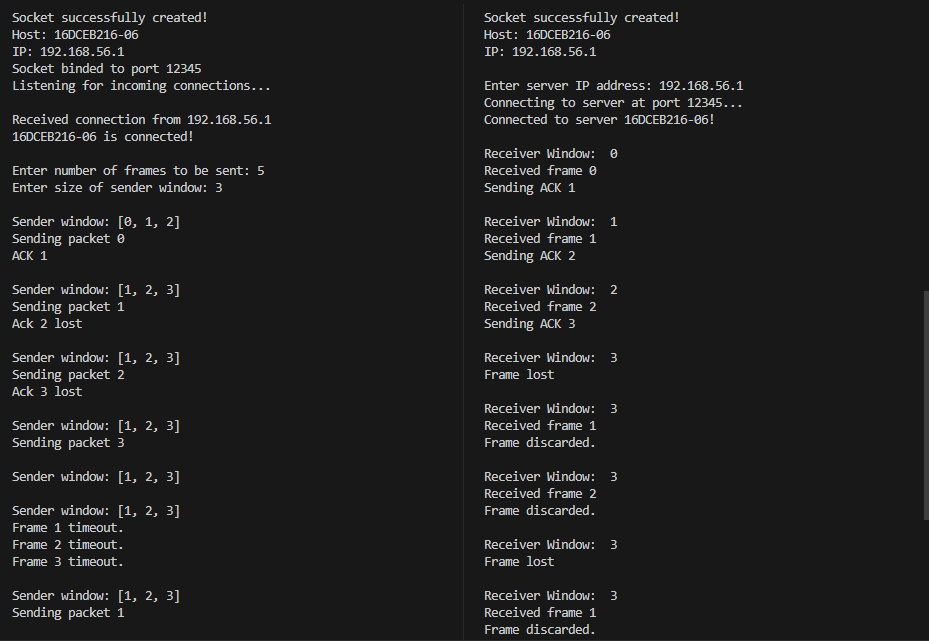 Socket successfully created!
Host: 16DCEB216-06
IP: 192.168.56.1
Socket binded to port 12345
Listening for incoming connections...
Received connection from 192.168.56.1
16DCEB216-06 is connected!
Enter number of frames to be sent: 5
Enter size of sender window: 3
Sender window: [0, 1, 2]
Sending packet 0
ACK 1
Sender window: [1, 2, 3]
Sending packet 1
Ack 2 lost
Sender window: [1, 2, 3]
Sending packet 2
Ack 3 lost
Sender window: [1, 2, 3]
Sending packet 3
Sender window: [1, 2, 3]
Sender window: [1, 2, 3]
Frame 1 timeout.
Frame 2 timeout.
Frame 3 timeout.
Sender window: [1, 2, 3]
Sending packet 1
Socket successfully created!
Host: 16DCEB216-06
IP: 192.168.56.1
Enter server IP address: 192.168.56.1
Connecting to server at port 12345...
Connected to server 16DCEB216-06!
Receiver Window:  0
Received frame 0
Sending ACK 1
Receiver Window:  1
Received frame 1
Sending ACK 2
Receiver Window:  2
Received frame 2
Sending ACK 3
Receiver Window:  3
Frame lost
Receiver Window:  3
Received frame 1
Frame discarded.
Receiver Window:  3
Received frame 2
Frame discarded.
Receiver Window:  3
Frame lost
Receiver Window:  3
Received frame 1
Frame discarded.